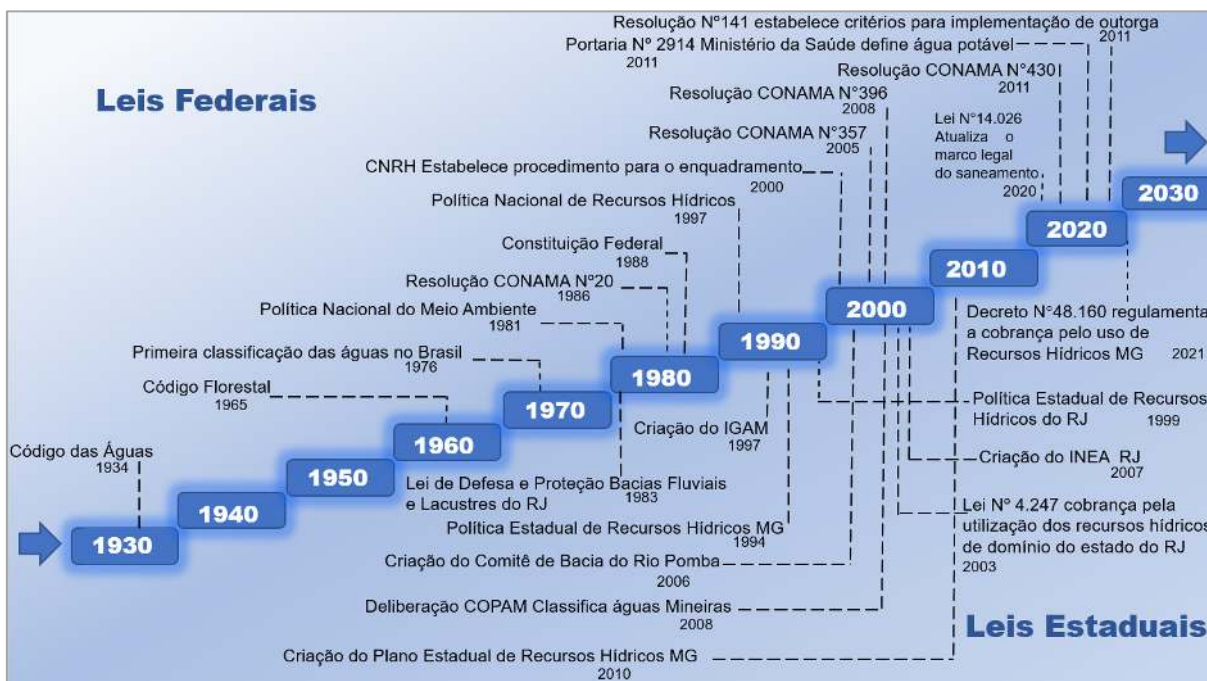 Resolução Nº141 estabelece critérios para implementação de outorga
2011
Portaria Nº 2914 Ministério da Saúde define água potável
2011
Leis Federais
Resolução CONAMA N°430
2011
Resolução CONAMA N°396
2008
Lei N°14.026
Atualiza o
marco legal
do saneamento
2020
Resolução CONAMA N°357
2005
CNRH Estabelece procedimento para o enquadramento
2000
Política Nacional de Recursos Hídricos
1997
Constituição Federal
1988
Resolução CONAMA Nº20
1986
Política Nacional do Meio Ambiente
1981
Primeira classificação das águas no Brasil
1976
Código Florestal
1965
Código das Águas
1934
1930
1940
1950
1960
1970
1980
1990
2000
2010
2020
2030
Decreto N°48.160 regulamenta
a cobrança pelo uso de
Recursos Hídricos MG 2021
Criação do IGAM
1997
Política Estadual de Recursos
Hídricos do RJ 1999
Lei de Defesa e Proteção Bacias Fluviais
e Lacustres do RJ 1983
Criação do INEA RJ
2007
Política Estadual de Recursos Hídricos MG
1994
Lei Nº 4.247 cobrança pela
utilização dos recursos hídricos
de domínio do estado do RJ
2003
Criação do Comitê de Bacia do Rio Pomba
2006
Deliberação COPAM Classifica águas Mineiras
2008
Leis Estaduais
Criação do Plano Estadual de Recursos Hídricos MG
2010